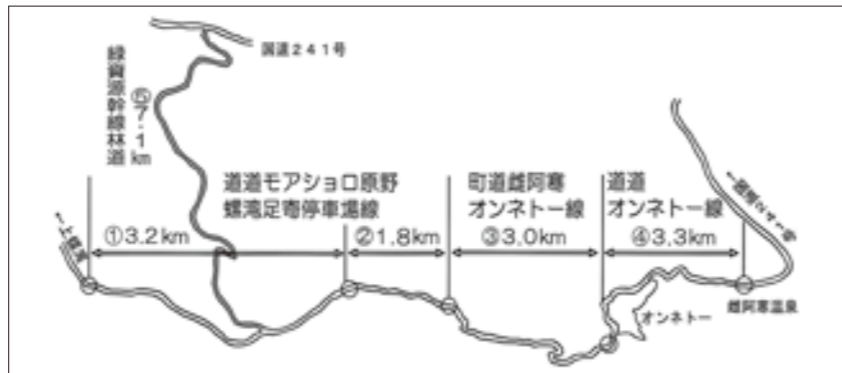 国道241号
緑資源幹線林道
⑤7.1km
道道モアショロ原野
螺湾足寄停車場線
町道雌阿寒
オンネトー線
道道
オンネトー線
①3.2km
②1.8km
③3.0km
④3.3km
オンネトー
雌阿寒温泉